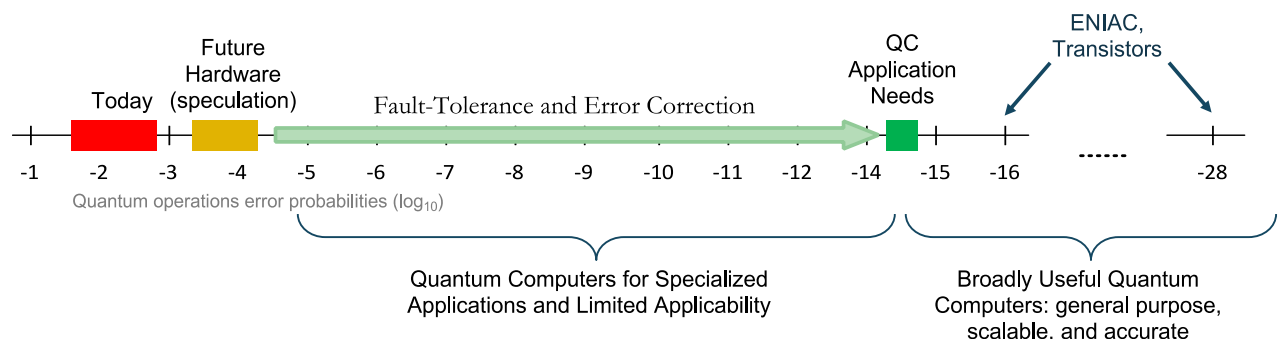 Today
Future
Hardware
(speculation)
Fault-Tolerance and Error Correction
QC
Application
Needs
ENIAC,
Transistors
-1 -2 -3 -4 -5 -6 -7 -8 -9 -10 -11 -12 -14 -15 -16 ....... -28
Quantum operations error probabilities (log10)
Quantum Computers for Specialized
Applications and Limited Applicability
Broadly Useful Quantum
Computers: general purpose,
scalable, and accurate